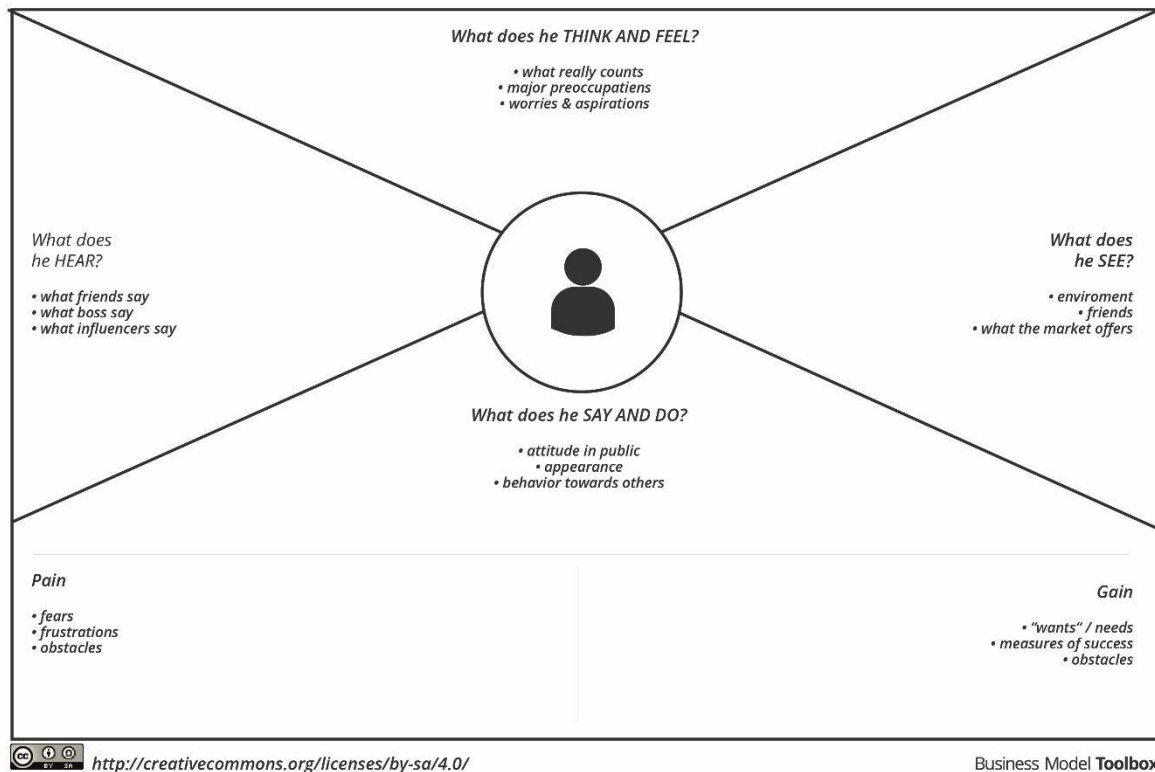 What does he THINK AND FEEL?
• what really counts
• major preoccupatiens
• worries & aspirations
What does
he HEAR?
• what friends say
• what boss say
• what influencers say
What does
he SEE?
• enviroment
• friends
• what the market offers
What does he SAY AND DO?
• attitude in public
• appearance
• behavior towards others
Pain
• fears
• frustrations
• obstacles
Gain
• “wants“ / needs
• measures of success
• obstacles
cc
BY SA
http://creativecommons.org/licenses/by-sa/4.0/
Business Model Toolbox